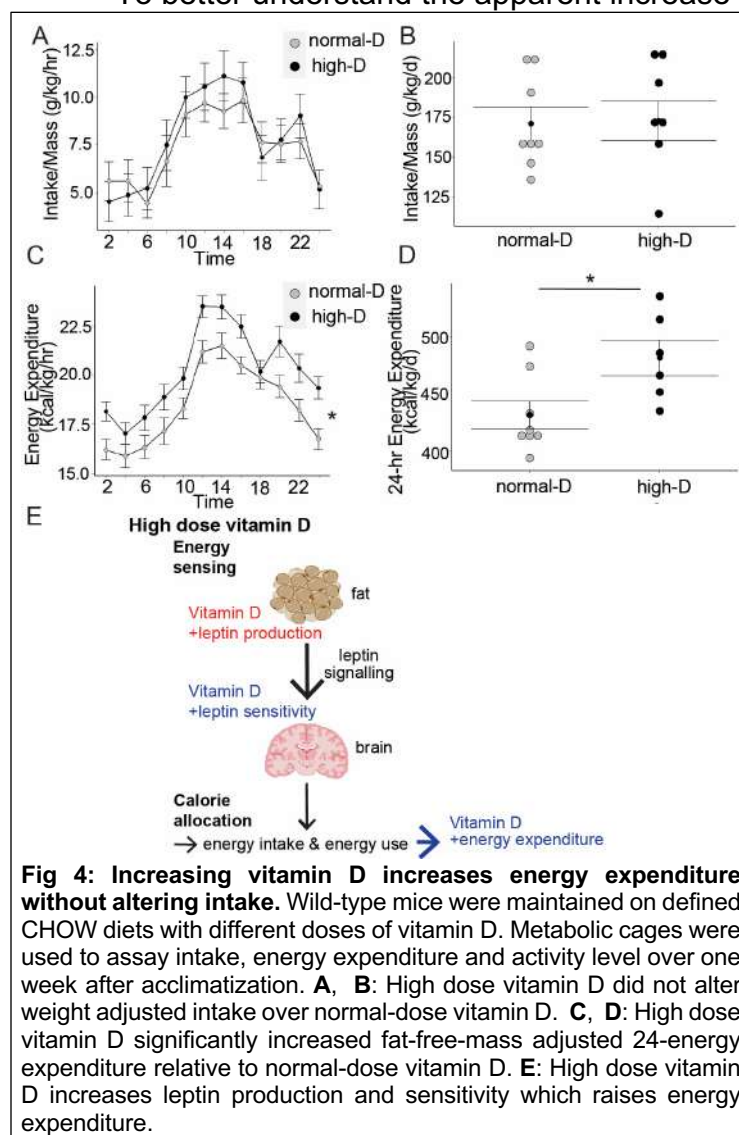 To better understand the apparent increase
A
normal-D
high-D
Intake/Mass (g/kg/hr)
12.5
10.0
7.5
5.0
2 6 10 14 18 22
Time
B
Intake/Mass (g/kg/d)
200
175
150
125
normal-D high-D
C
normal-D
high-D
Energy Expenditure
(kcal/kg/hr)
22.5
20.0
17.5
15.0
*
2 6 10 14 18 22
Time
D
*
24-hr Energy Expenditure
(kcal/kg/d)
500
450
400
normal-D high-D
E
High dose vitamin D
Energy
sensing
fat
Vitamin D
+leptin production
leptin
signalling
Vitamin D
+leptin sensitivity
brain
Calorie
allocation
→ energy intake & energy use
Vitamin D
+energy expenditure
Fig 4: Increasing vitamin D increases energy expenditure
without altering intake. Wild-type mice were maintained on defined
CHOW diets with different doses of vitamin D. Metabolic cages were
used to assay intake, energy expenditure and activity level over one
week after acclimatization. A, B: High dose vitamin D did not alter
weight adjusted intake over normal-dose vitamin D. C, D: High dose
vitamin D significantly increased fat-free-mass adjusted 24-energy
expenditure relative to normal-dose vitamin D. E: High dose vitamin
D increases leptin production and sensitivity which raises energy
expenditure.